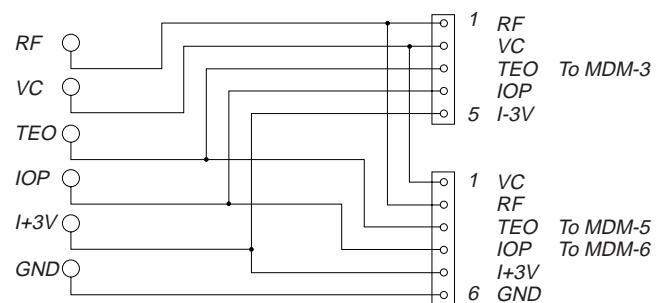 RF
VC
TEO
IOP
I+3V
GND
1 RF
VC
TEO To MDM-3
IOP
5 I-3V
1 VC
RF
TEO To MDM-5
IOP To MDM-6
I+3V
6 GND